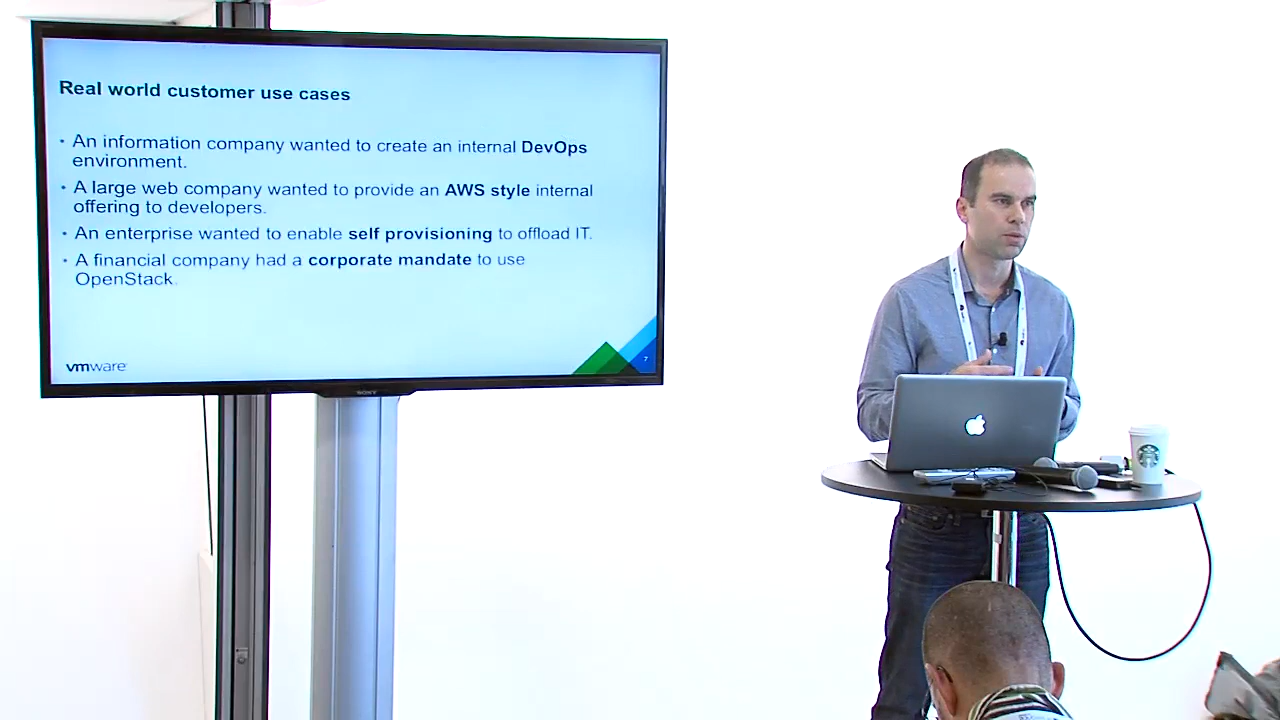 Real world customer use cases
• An information company wanted to create an internal DevOps
environment.
• A large web company wanted to provide an AWS style internal
offering to developers.
• An enterprise wanted to enable self provisioning to offload IT.
• A financial company had a corporate mandate to use
OpenStack.
vmware
7
SONY